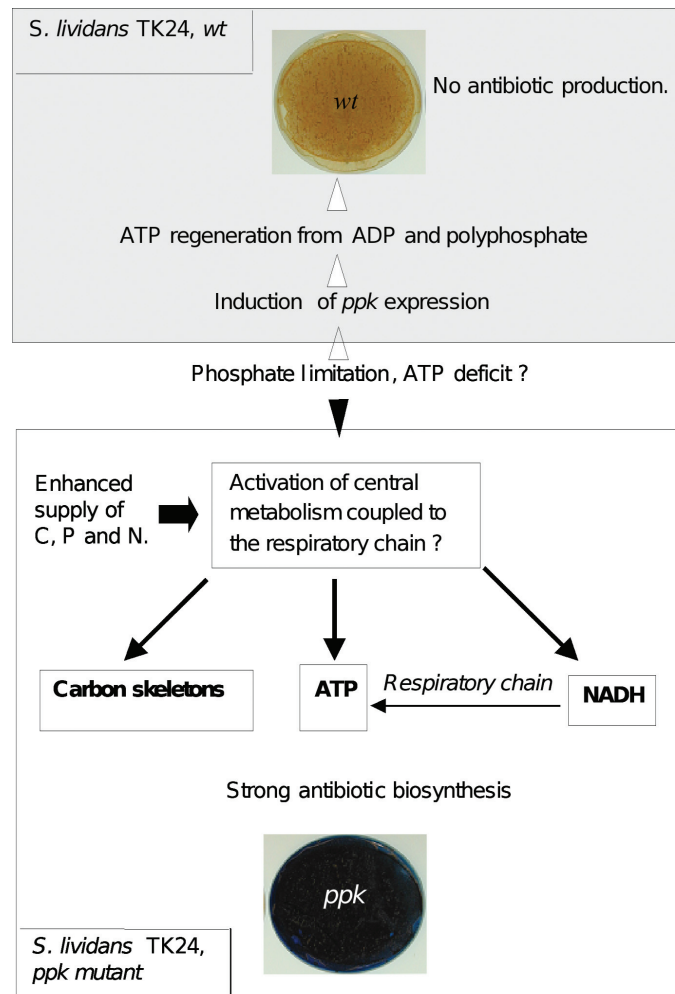 S. lividans TK24, wt
wt
No antibiotic production.
ATP regeneration from ADP and polyphosphate
Induction of ppk expression
Phosphate limitation, ATP deficit ?
Enhanced
supply of
C, P and N.
Activation of central
metabolism coupled to
the respiratory chain ?
Carbon skeletons
ATP
Respiratory chain
NADH
Strong antibiotic biosynthesis
ppk
S. lividans TK24,
ppk mutant